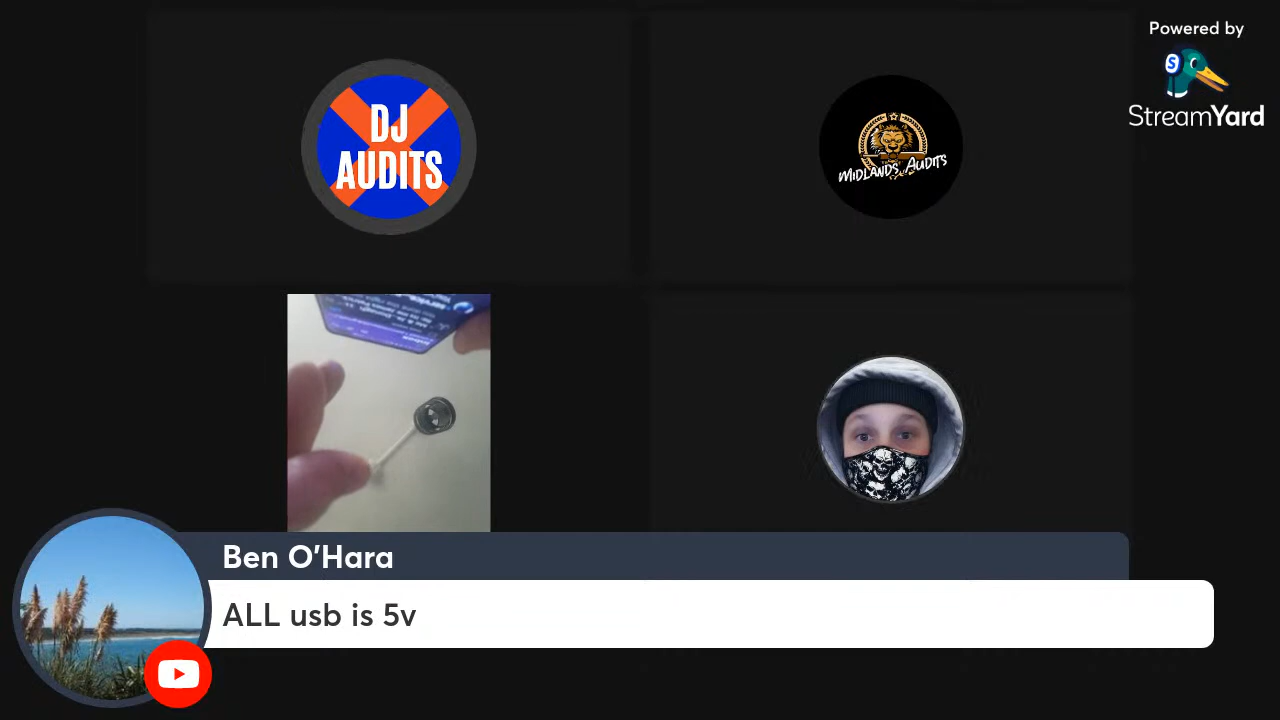 Powered by
S
StreamYard
DJ
AUDITS
MIDLANDS AUDITS
Ben O'Hara
ALL usb is 5v